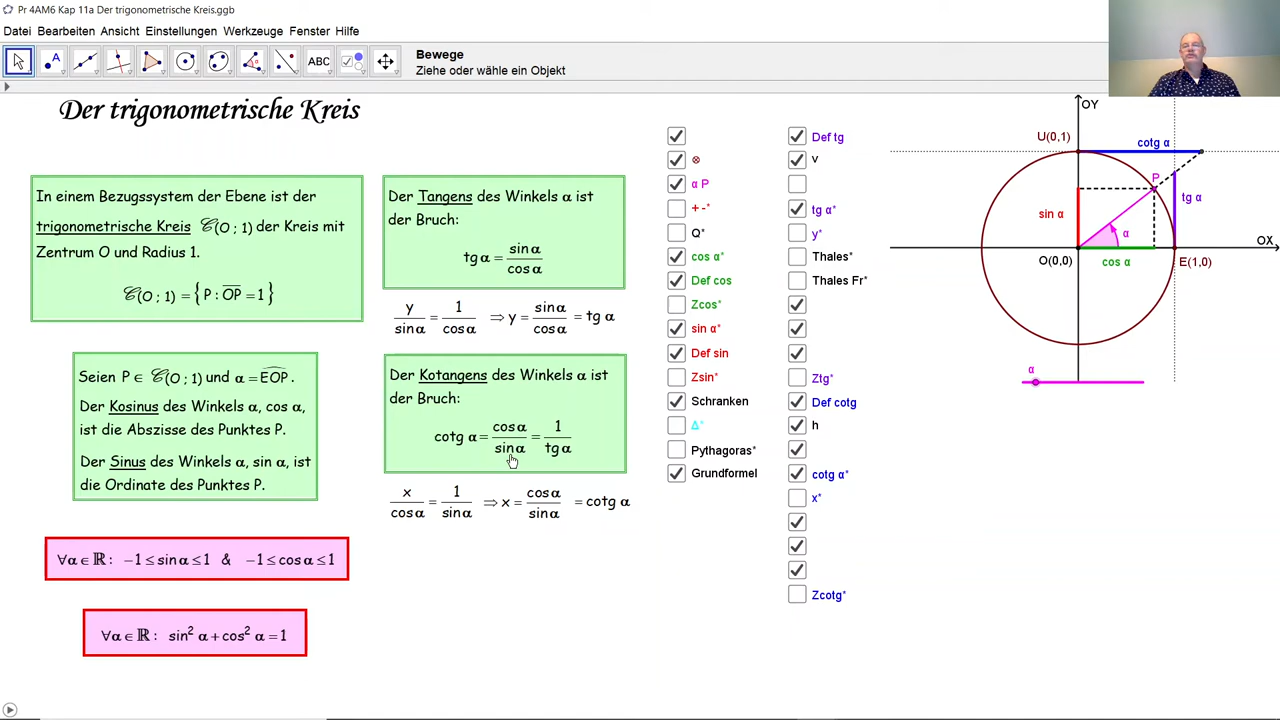 Pr 4AM6 Kap 11a Der trigonometrische Kreis.ggb
Datei Bearbeiten Ansicht Einstellungen Werkzeuge Fenster Hilfe
A
ABC
Bewege
Ziehe oder wähle ein Objekt
Der trigonometrische Kreis
In einem Bezugssystem der Ebene ist der
trigonometrische Kreis 𝒞(O ; 1) der Kreis mit
Zentrum O und Radius 1.
𝒞(O ; 1) = { P : O̅P̅ = 1 }
Seien P ∈ 𝒞(O ; 1) und α = E͡OP .
Der Kosinus des Winkels α, cos α,
ist die Abszisse des Punktes P.
Der Sinus des Winkels α, sin α, ist
die Ordinate des Punktes P.
∀α ∈ ℝ : −1 ≤ sin α ≤ 1 & −1 ≤ cos α ≤ 1
∀α ∈ ℝ : sin² α + cos² α = 1
Der Tangens des Winkels α ist
der Bruch:
tg α = sin α / cos α
y / sin α = 1 / cos α ⇒ y = sin α / cos α = tg α
Der Kotangens des Winkels α ist
der Bruch:
cotg α = cos α / sin α = 1 / tg α
x / cos α = 1 / sin α ⇒ x = cos α / sin α = cotg α
⊗
α P
+ -*
Q*
cos α*
Def cos
Zcos*
sin α*
Def sin
Zsin*
Schranken
Δ*
Pythagoras*
Grundformel
Def tg
v
tg α*
y*
Thales*
Thales Fr*
Ztg*
Def cotg
h
cotg α*
x*
Zcotg*
OY
U(0,1)
cotg α
P
tg α
sin α
α
OX
O(0,0)
cos α
E(1,0)
α